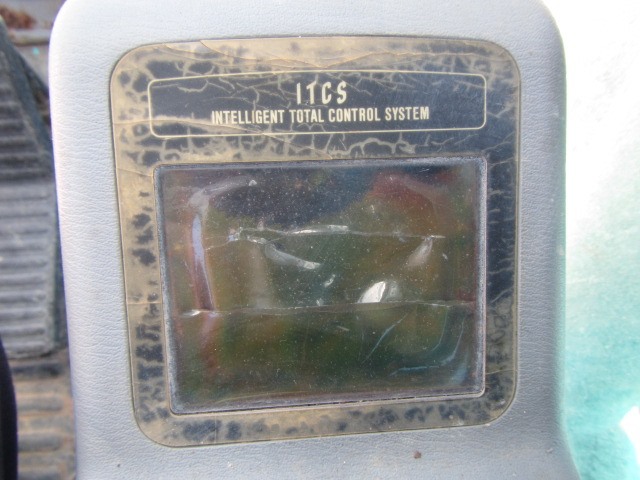 ITCS
INTELLIGENT TOTAL CONTROL SYSTEM